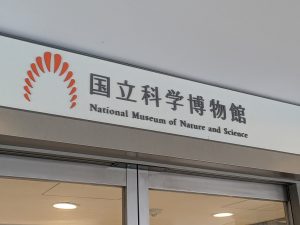 国立科学博物館
National Museum of Nature and Science